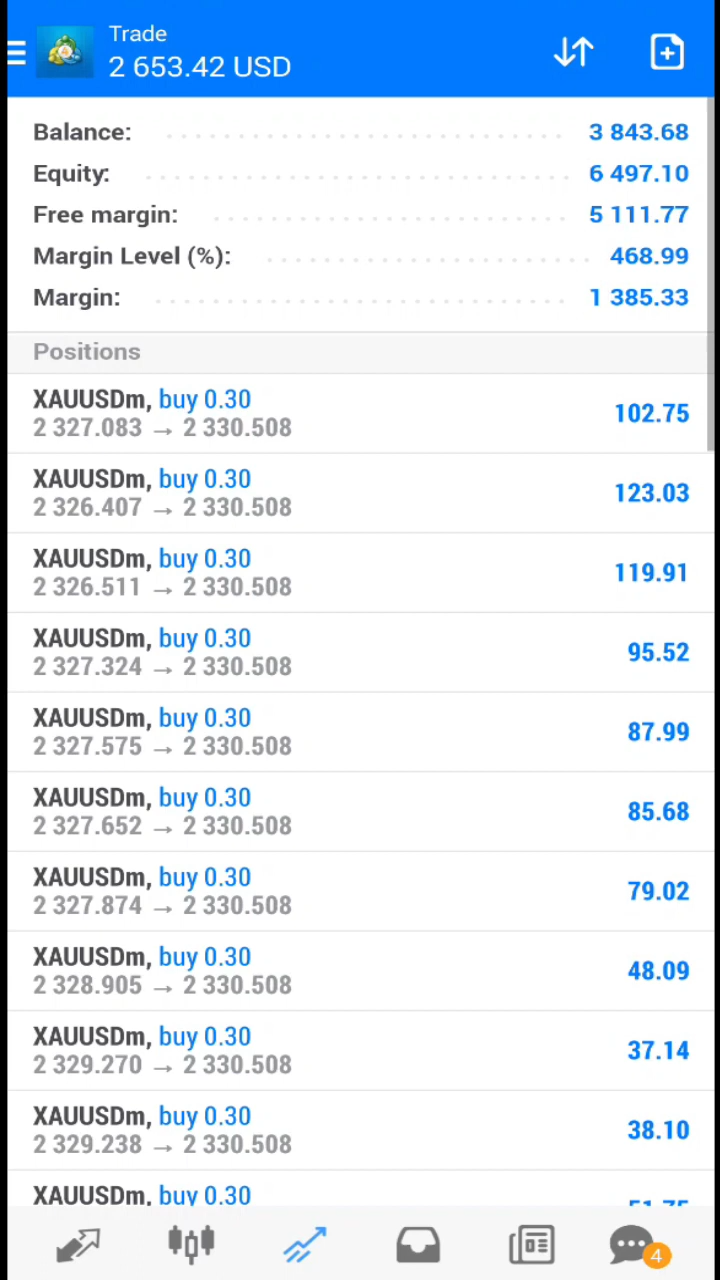 Trade
2 653.42 USD
Balance: 3 843.68
Equity: 6 497.10
Free margin: 5 111.77
Margin Level (%): 468.99
Margin: 1 385.33
Positions
XAUUSDm, buy 0.30
2 327.083 → 2 330.508 102.75
XAUUSDm, buy 0.30
2 326.407 → 2 330.508 123.03
XAUUSDm, buy 0.30
2 326.511 → 2 330.508 119.91
XAUUSDm, buy 0.30
2 327.324 → 2 330.508 95.52
XAUUSDm, buy 0.30
2 327.575 → 2 330.508 87.99
XAUUSDm, buy 0.30
2 327.652 → 2 330.508 85.68
XAUUSDm, buy 0.30
2 327.874 → 2 330.508 79.02
XAUUSDm, buy 0.30
2 328.905 → 2 330.508 48.09
XAUUSDm, buy 0.30
2 329.270 → 2 330.508 37.14
XAUUSDm, buy 0.30
2 329.238 → 2 330.508 38.10
XAUUSDm, buy 0.30
4